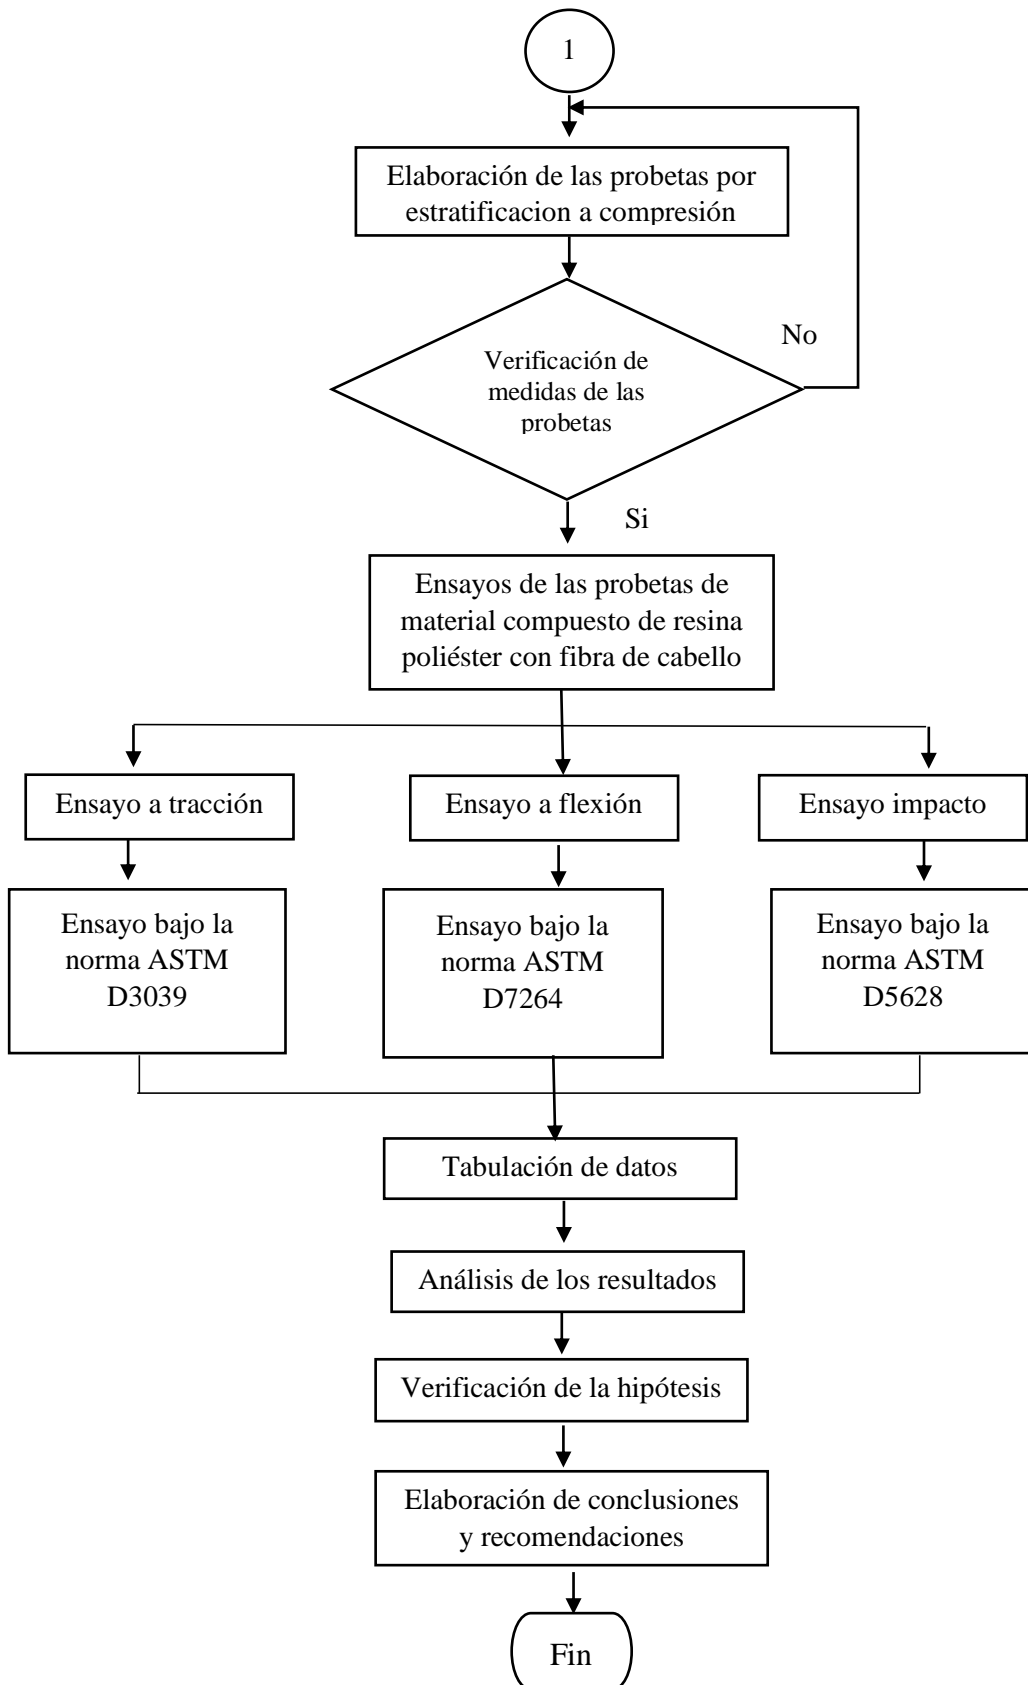 1
Elaboración de las probetas por
estratificacion a compresión
No
Verificación de
medidas de las
probetas
Si
Ensayos de las probetas de
material compuesto de resina
poliéster con fibra de cabello
Ensayo a tracción
Ensayo a flexión
Ensayo impacto
Ensayo bajo la
norma ASTM
D3039
Ensayo bajo la
norma ASTM
D7264
Ensayo bajo la
norma ASTM
D5628
Tabulación de datos
Análisis de los resultados
Verificación de la hipótesis
Elaboración de conclusiones
y recomendaciones
Fin